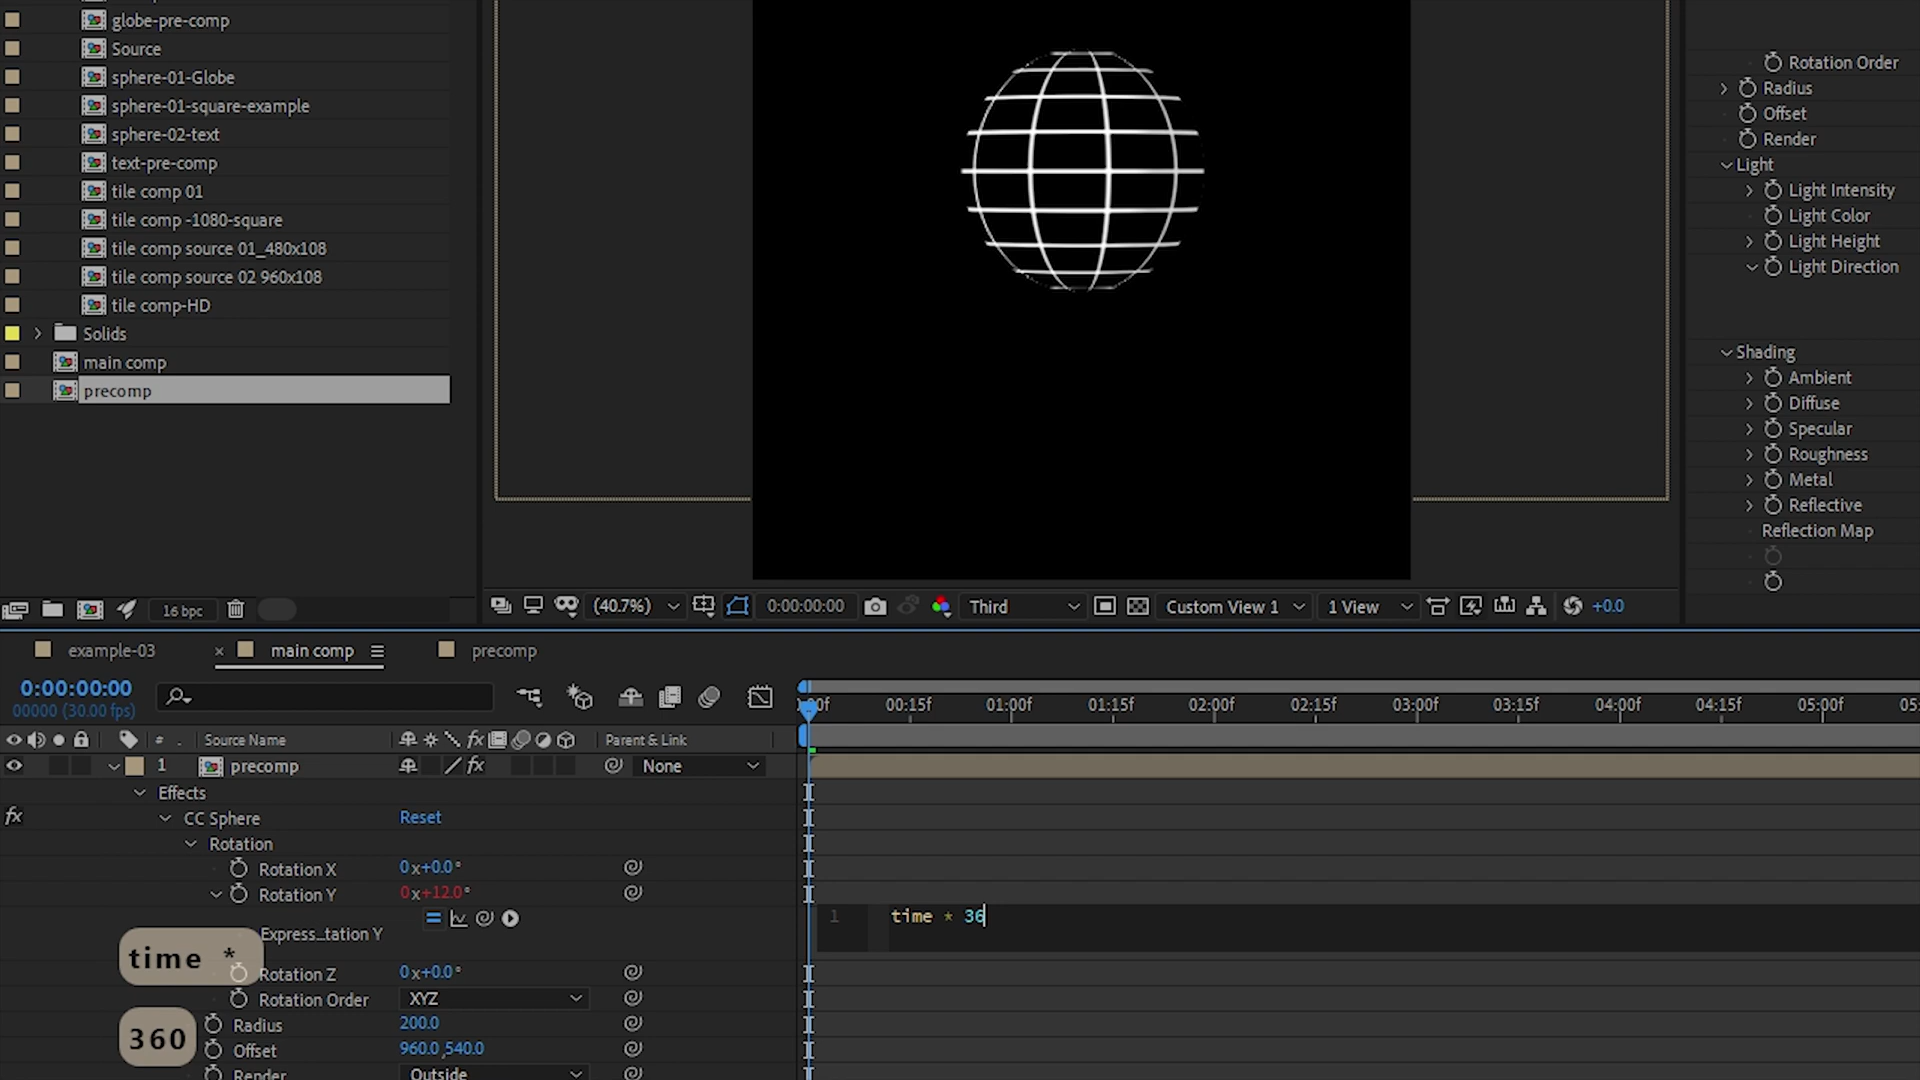 globe-pre-comp
Source
sphere-01-Globe
sphere-01-square-example
sphere-02-text
text-pre-comp
tile comp 01
tile comp -1080-square
tile comp source 01_480x108
tile comp source 02 960x108
tile comp-HD
Solids
main comp
precomp
16 bpc
(40.7%)
0:00:00:00
Third
Custom View 1
1 View
+0.0
Rotation Order
Radius
Offset
Render
Light
Light Intensity
Light Color
Light Height
Light Direction
Shading
Ambient
Diffuse
Specular
Roughness
Metal
Reflective
Reflection Map
example-03
× main comp
precomp
0:00:00:00
00000 (30.00 fps)
00f 00:15f 01:00f 01:15f 02:00f 02:15f 03:00f 03:15f 04:00f 04:15f 05:00f 05:
# . Source Name fx Parent & Link
1 precomp fx None
Effects
fx CC Sphere Reset
Rotation
Rotation X 0x+0.0°
Rotation Y 0x+12.0°
Express...tation Y
1 time * 36
time *
Rotation Z 0x+0.0°
Rotation Order XYZ
360
Radius 200.0
Offset 960.0,540.0
Render Outside